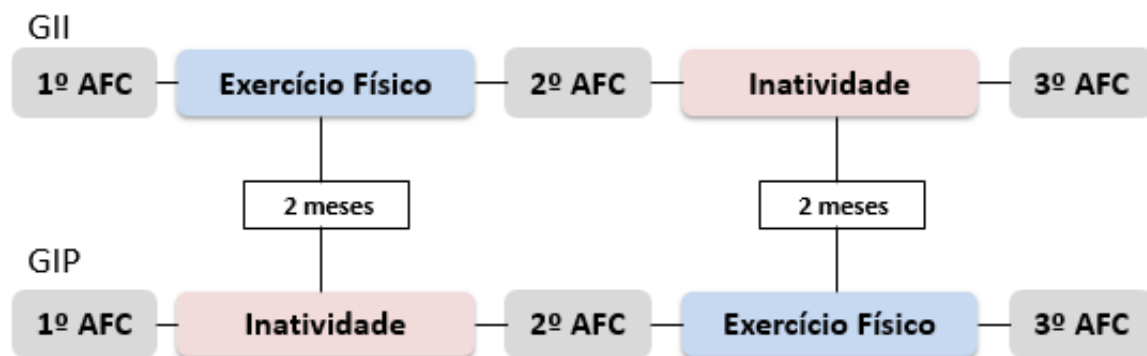 GII
1º AFC Exercício Físico 2º AFC Inatividade 3º AFC
2 meses 2 meses
GIP
1º AFC Inatividade 2º AFC Exercício Físico 3º AFC